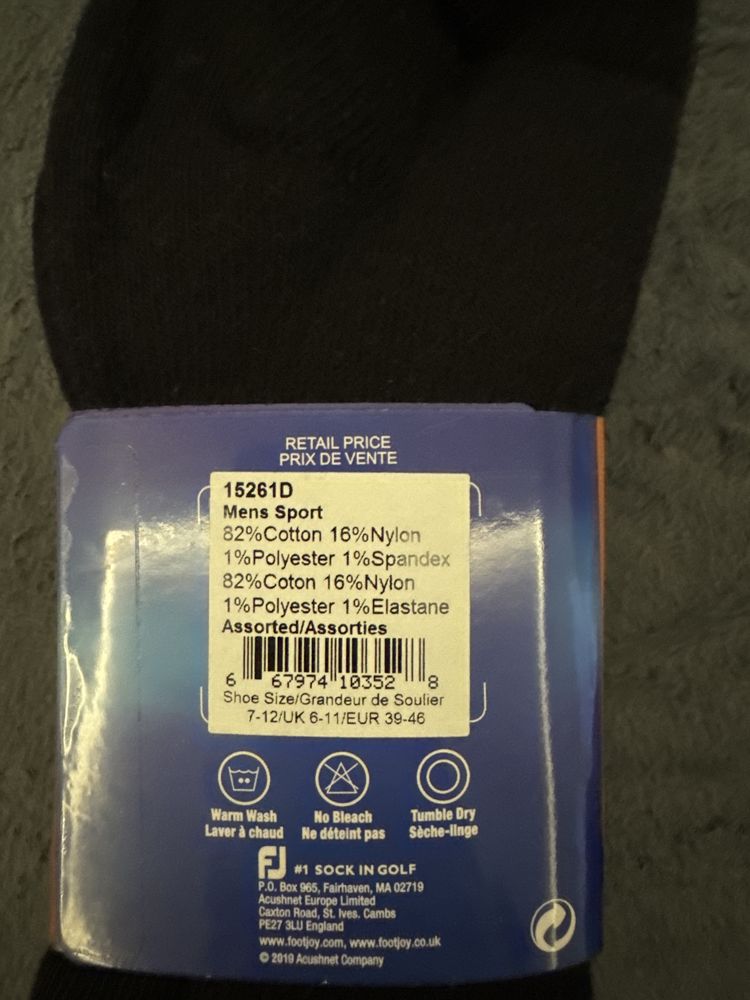 RETAIL PRICE
PRIX DE VENTE
15261D
Mens Sport
82%Cotton 16%Nylon
1%Polyester 1%Spandex
82%Coton 16%Nylon
1%Polyester 1%Elastane
Assorted/Assorties
6 67974 10352 8
Shoe Size/Grandeur de Soulier
7-12/UK 6-11/EUR 39-46
Warm Wash
Laver à chaud
No Bleach
Ne déteint pas
Tumble Dry
Sèche-linge
FJ #1 SOCK IN GOLF
P.O. Box 965, Fairhaven, MA 02719
Acushnet Europe Limited
Caxton Road, St. Ives. Cambs
PE27 3LU England
www.footjoy.com, www.footjoy.co.uk
© 2019 Acushnet Company